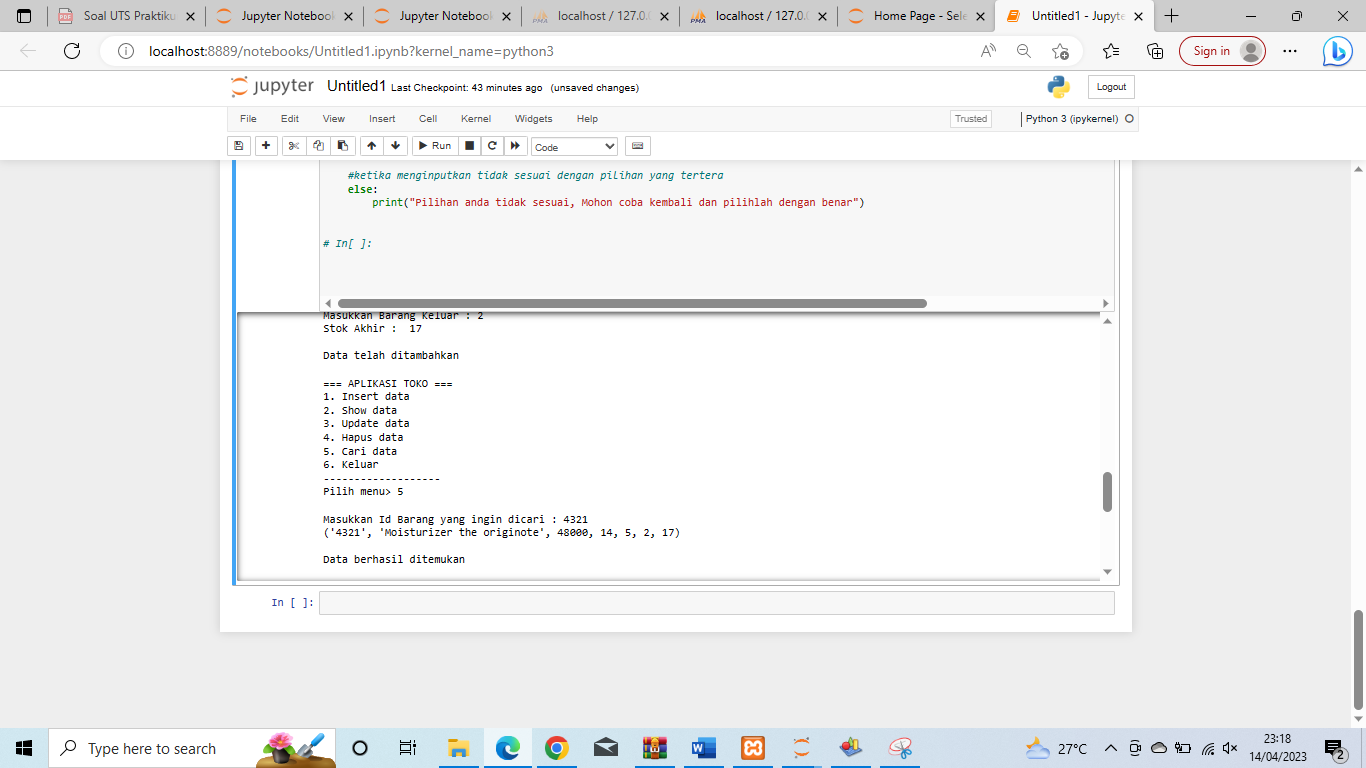 Soal UTS Praktiku
Jupyter Noteboo
Jupyter Noteboo
localhost / 127.0.0
localhost / 127.0.0
Home Page - Sele
Untitled1 - Jupyte
localhost:8889/notebooks/Untitled1.ipynb?kernel_name=python3
Sign in
jupyter Untitled1 Last Checkpoint: 43 minutes ago (unsaved changes)
Logout
File Edit View Insert Cell Kernel Widgets Help
Trusted
Python 3 (ipykernel)
Run
Code
#ketika menginputkan tidak sesuai dengan pilihan yang tertera
else:
print("Pilihan anda tidak sesuai, Mohon coba kembali dan pilihlah dengan benar")
# In[ ]:
Masukkan Barang Keluar : 2
Stok Akhir :  17
Data telah ditambahkan
=== APLIKASI TOKO ===
1. Insert data
2. Show data
3. Update data
4. Hapus data
5. Cari data
6. Keluar
-------------------
Pilih menu> 5
Masukkan Id Barang yang ingin dicari : 4321
('4321', 'Moisturizer the originote', 48000, 14, 5, 2, 17)
Data berhasil ditemukan
In [ ]:
Type here to search
27°C
23:18
14/04/2023
2